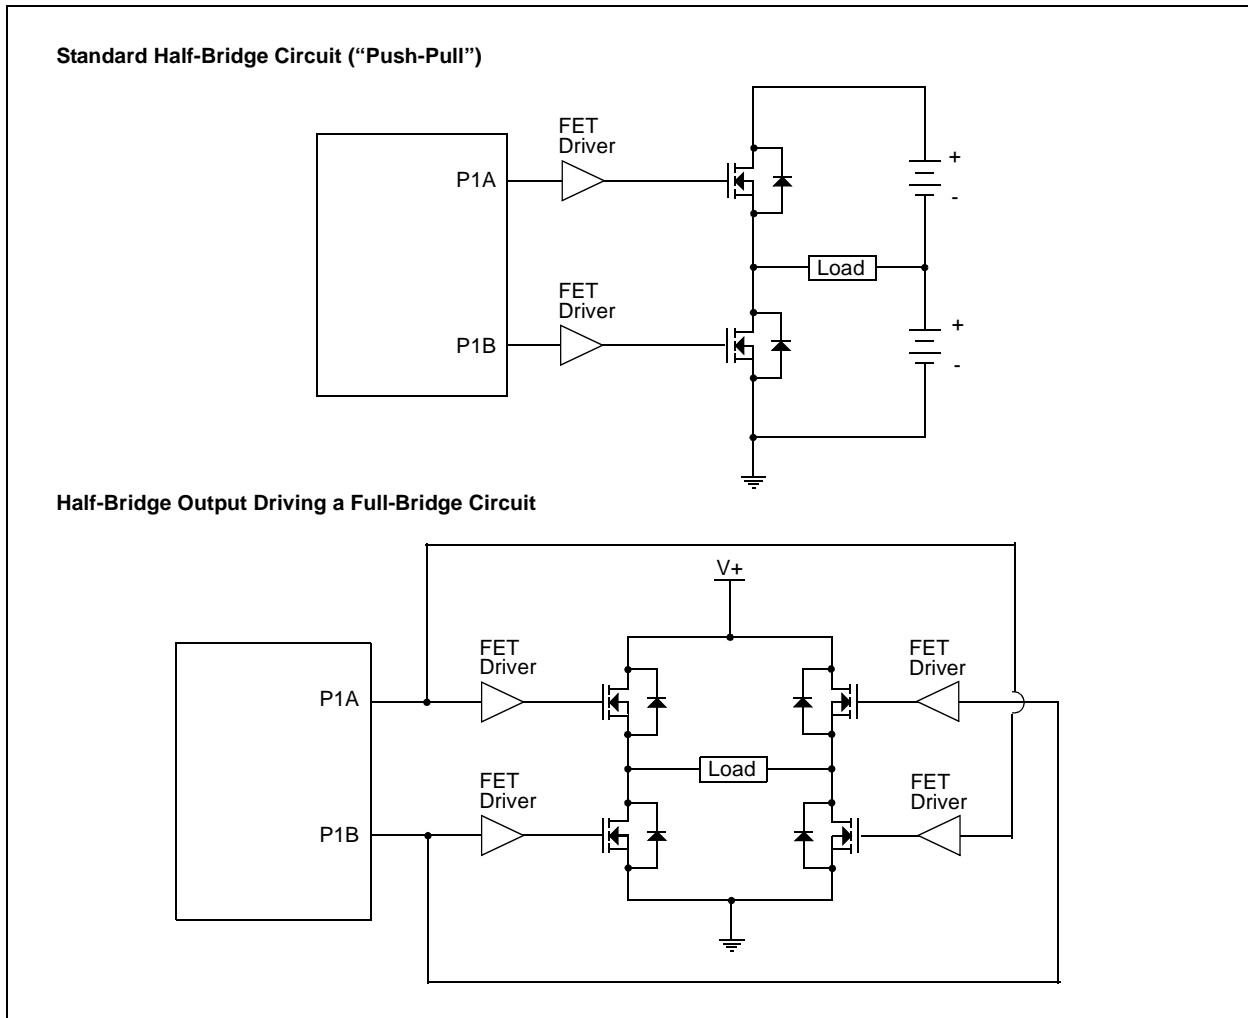 Standard Half-Bridge Circuit (“Push-Pull”)
FET
Driver
P1A
+
-
Load
FET
Driver
P1B
+
-
Half-Bridge Output Driving a Full-Bridge Circuit
V+
FET
Driver
FET
Driver
P1A
Load
FET
Driver
FET
Driver
P1B